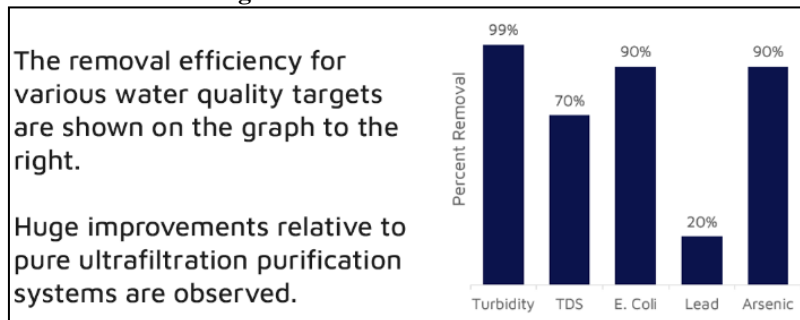 The removal efficiency for
various water quality targets
are shown on the graph to the
right.
Huge improvements relative to
pure ultrafiltration purification
systems are observed.
Percent Removal
99%
70%
90%
20%
90%
Turbidity TDS E. Coli Lead Arsenic